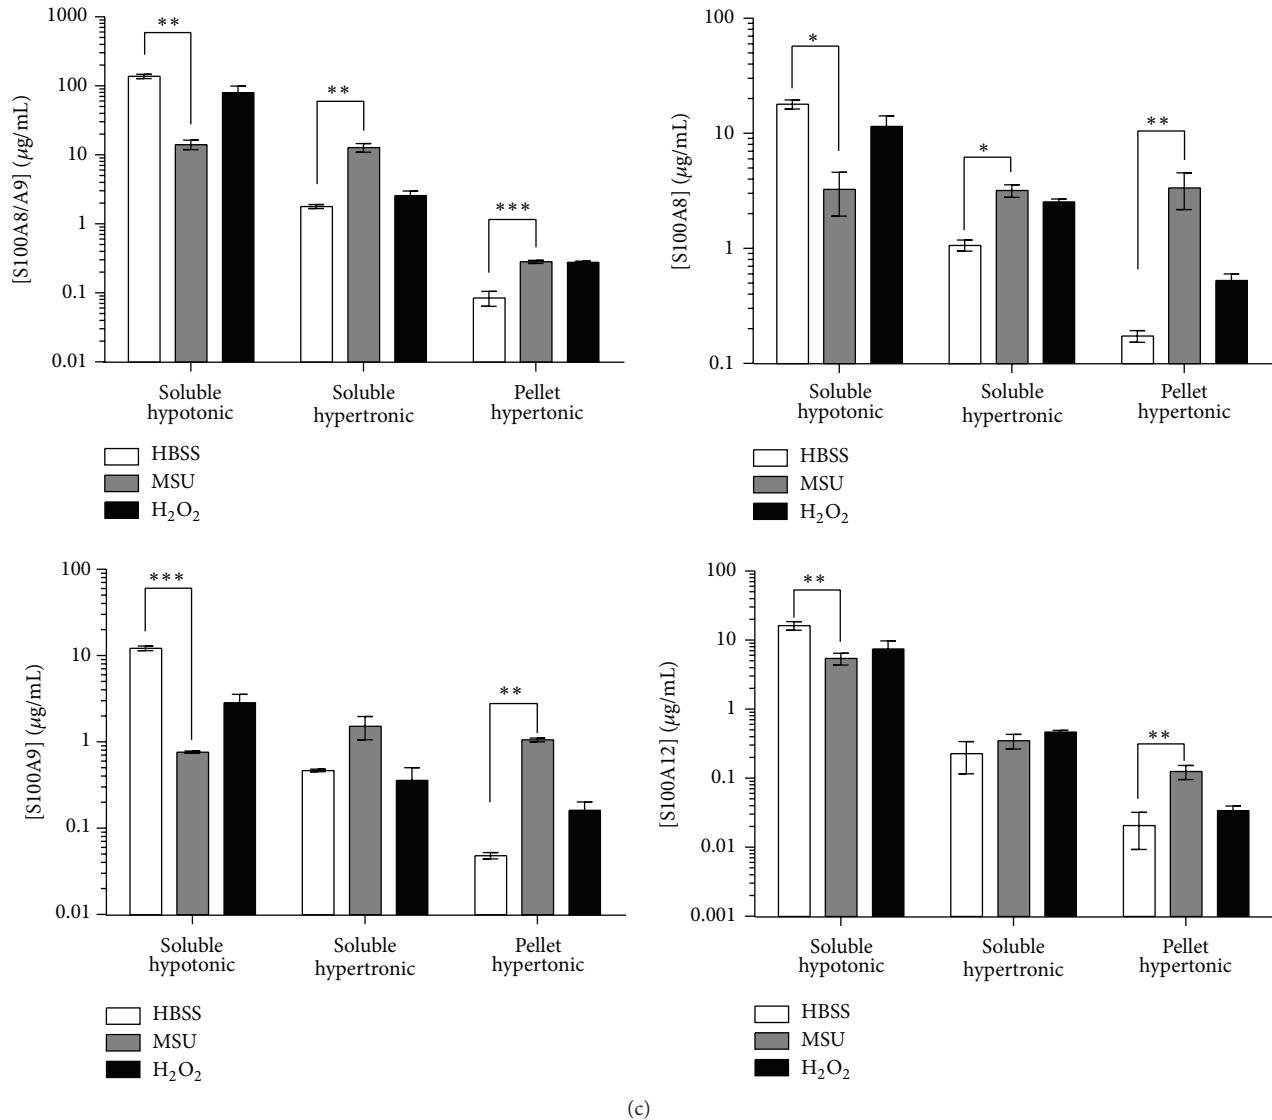 1000
100
10
1
0.1
0.01
[S100A8/A9] (μg/mL)
**
**
***
Soluble
hypotonic
Soluble
hypertronic
Pellet
hypertonic
HBSS
MSU
H₂O₂
100
10
1
0.1
[S100A8] (μg/mL)
*
*
**
Soluble
hypotonic
Soluble
hypertronic
Pellet
hypertonic
HBSS
MSU
H₂O₂
100
10
1
0.1
0.01
[S100A9] (μg/mL)
***
**
Soluble
hypotonic
Soluble
hypertronic
Pellet
hypertonic
HBSS
MSU
H₂O₂
100
10
1
0.1
0.01
0.001
[S100A12] (μg/mL)
**
**
Soluble
hypotonic
Soluble
hypertronic
Pellet
hypertonic
HBSS
MSU
H₂O₂
(c)